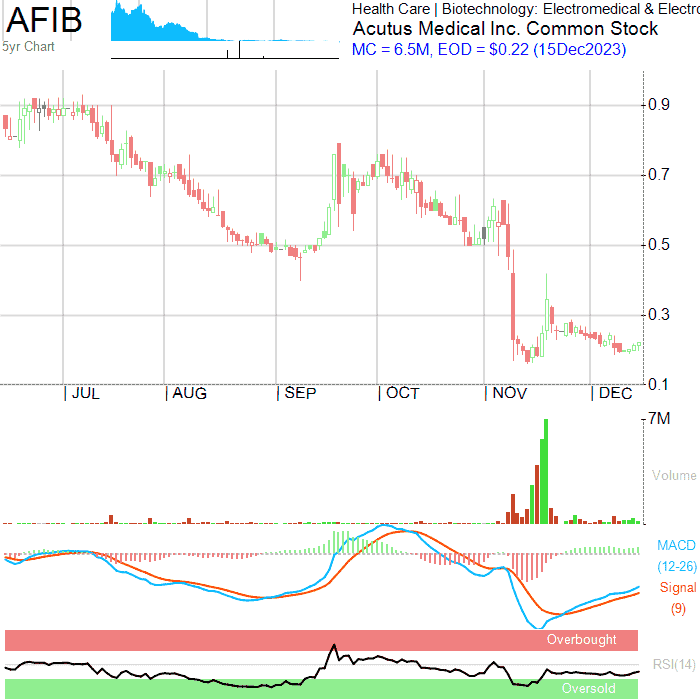 AFIB
5yr Chart
Health Care | Biotechnology: Electromedical & Electro
Acutus Medical Inc. Common Stock
MC = 6.5M, EOD = $0.22 (15Dec2023)
0.9
0.7
0.5
0.3
0.1
| JUL | AUG | SEP | OCT | NOV | DEC
7M
Volume
MACD
(12-26)
Signal
(9)
Overbought
RSI(14)
Oversold